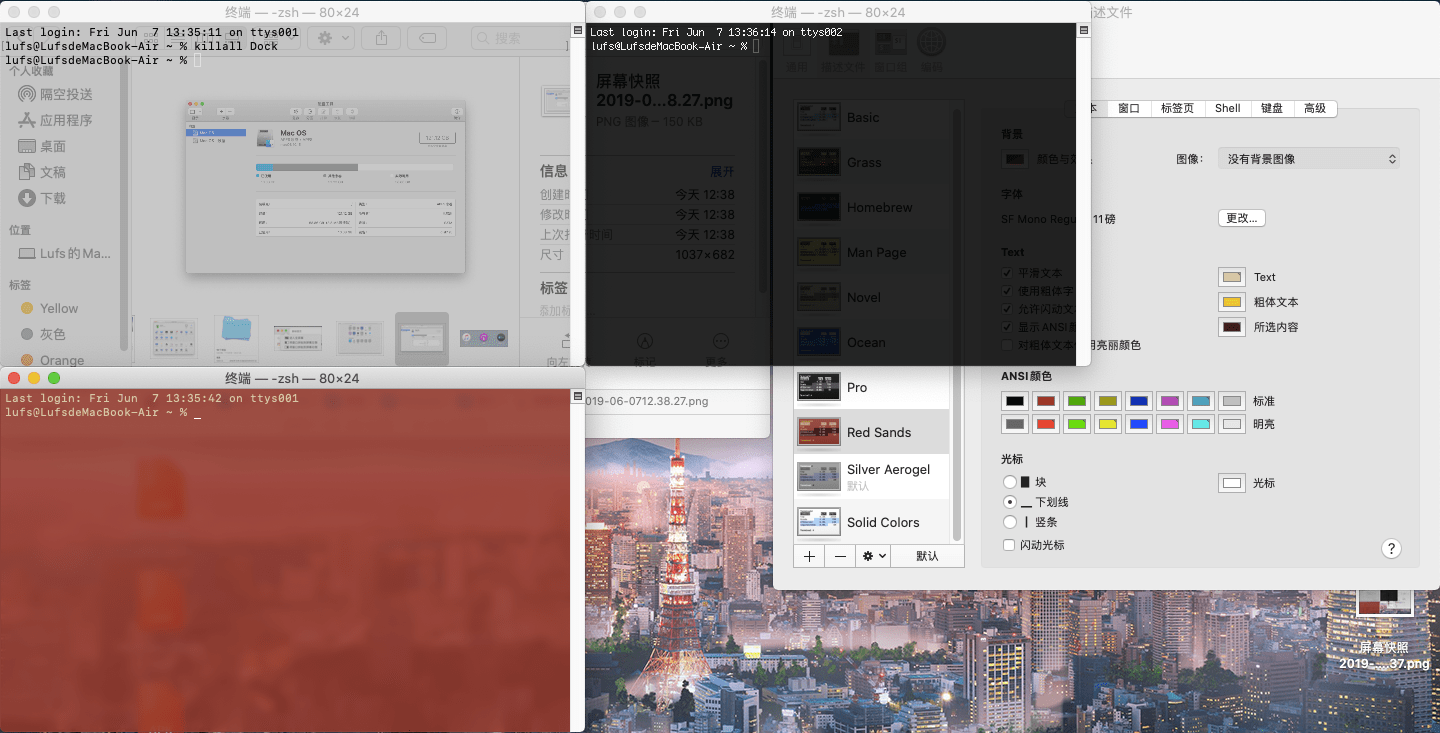 终端 — -zsh — 80×24
Last login: Fri Jun  7 13:35:11 on ttys001
lufs@LufsdeMacBook-Air ~ % killall Dock
lufs@LufsdeMacBook-Air ~ %
搜索
个人收藏
隔空投送
应用程序
桌面
文稿
下载
位置
Lufs 的 Ma...
标签
Yellow
灰色
Orange
Mac OS
信息
展开
今天 12:38
修改时
今天 12:38
上次打
时间
今天 12:38
尺寸
1037×682
标签
添加标
向左
标记
更多
终端 — -zsh — 80×24
Last login: Fri Jun  7 13:36:14 on ttys002
lufs@LufsdeMacBook-Air ~ %
屏幕快照
2019-0...8.27.png
PNG 图像 – 150 KB
019-06-0712.38.27.png
述文件
通用
描述文件
窗口组
编码
本
窗口
标签页
Shell
键盘
高级
Basic
Grass
Homebrew
Man Page
Novel
Ocean
Pro
Red Sands
Silver Aerogel
默认
Solid Colors
默认
背景
颜色与效
图像:
没有背景图像
字体
SF Mono Regu
11 磅
更改...
Text
平滑文本
使用粗体字
允许闪动文
显示 ANSI 颜
对粗体文本
明亮丽颜色
Text
粗体文本
所选内容
ANSI 颜色
标准
明亮
光标
块
下划线
竖条
闪动光标
光标
?
终端 — -zsh — 80×24
Last login: Fri Jun  7 13:35:42 on ttys001
lufs@LufsdeMacBook-Air ~ %
屏幕快照
2019-....37.png